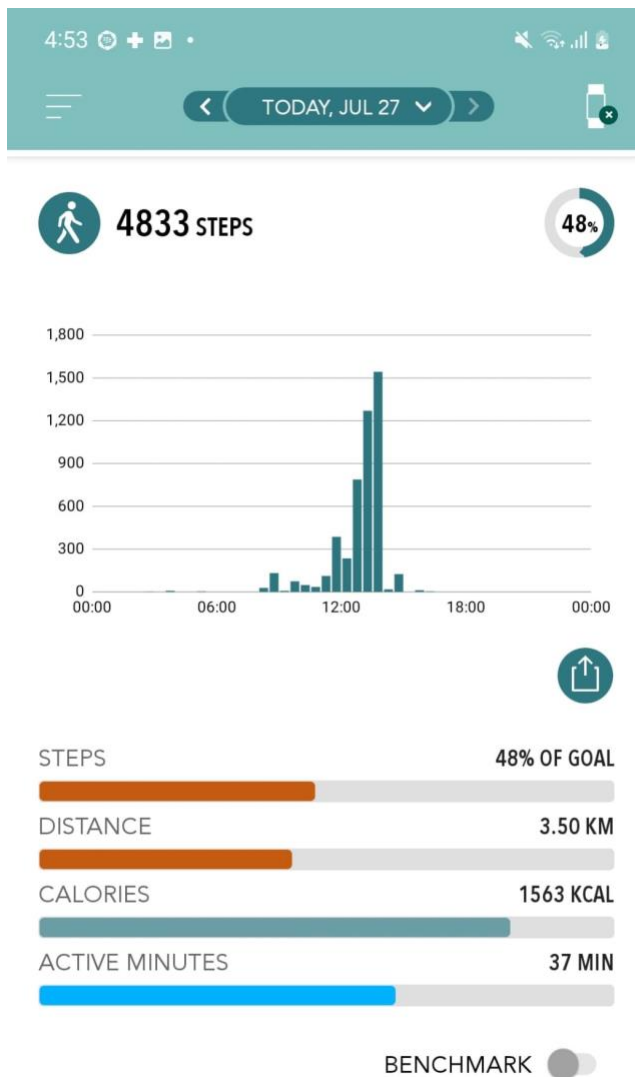 4:53
TODAY, JUL 27
4833 STEPS
48%
1,800
1,500
1,200
900
600
300
0
00:00 06:00 12:00 18:00 00:00
STEPS 48% OF GOAL
DISTANCE 3.50 KM
CALORIES 1563 KCAL
ACTIVE MINUTES 37 MIN
BENCHMARK